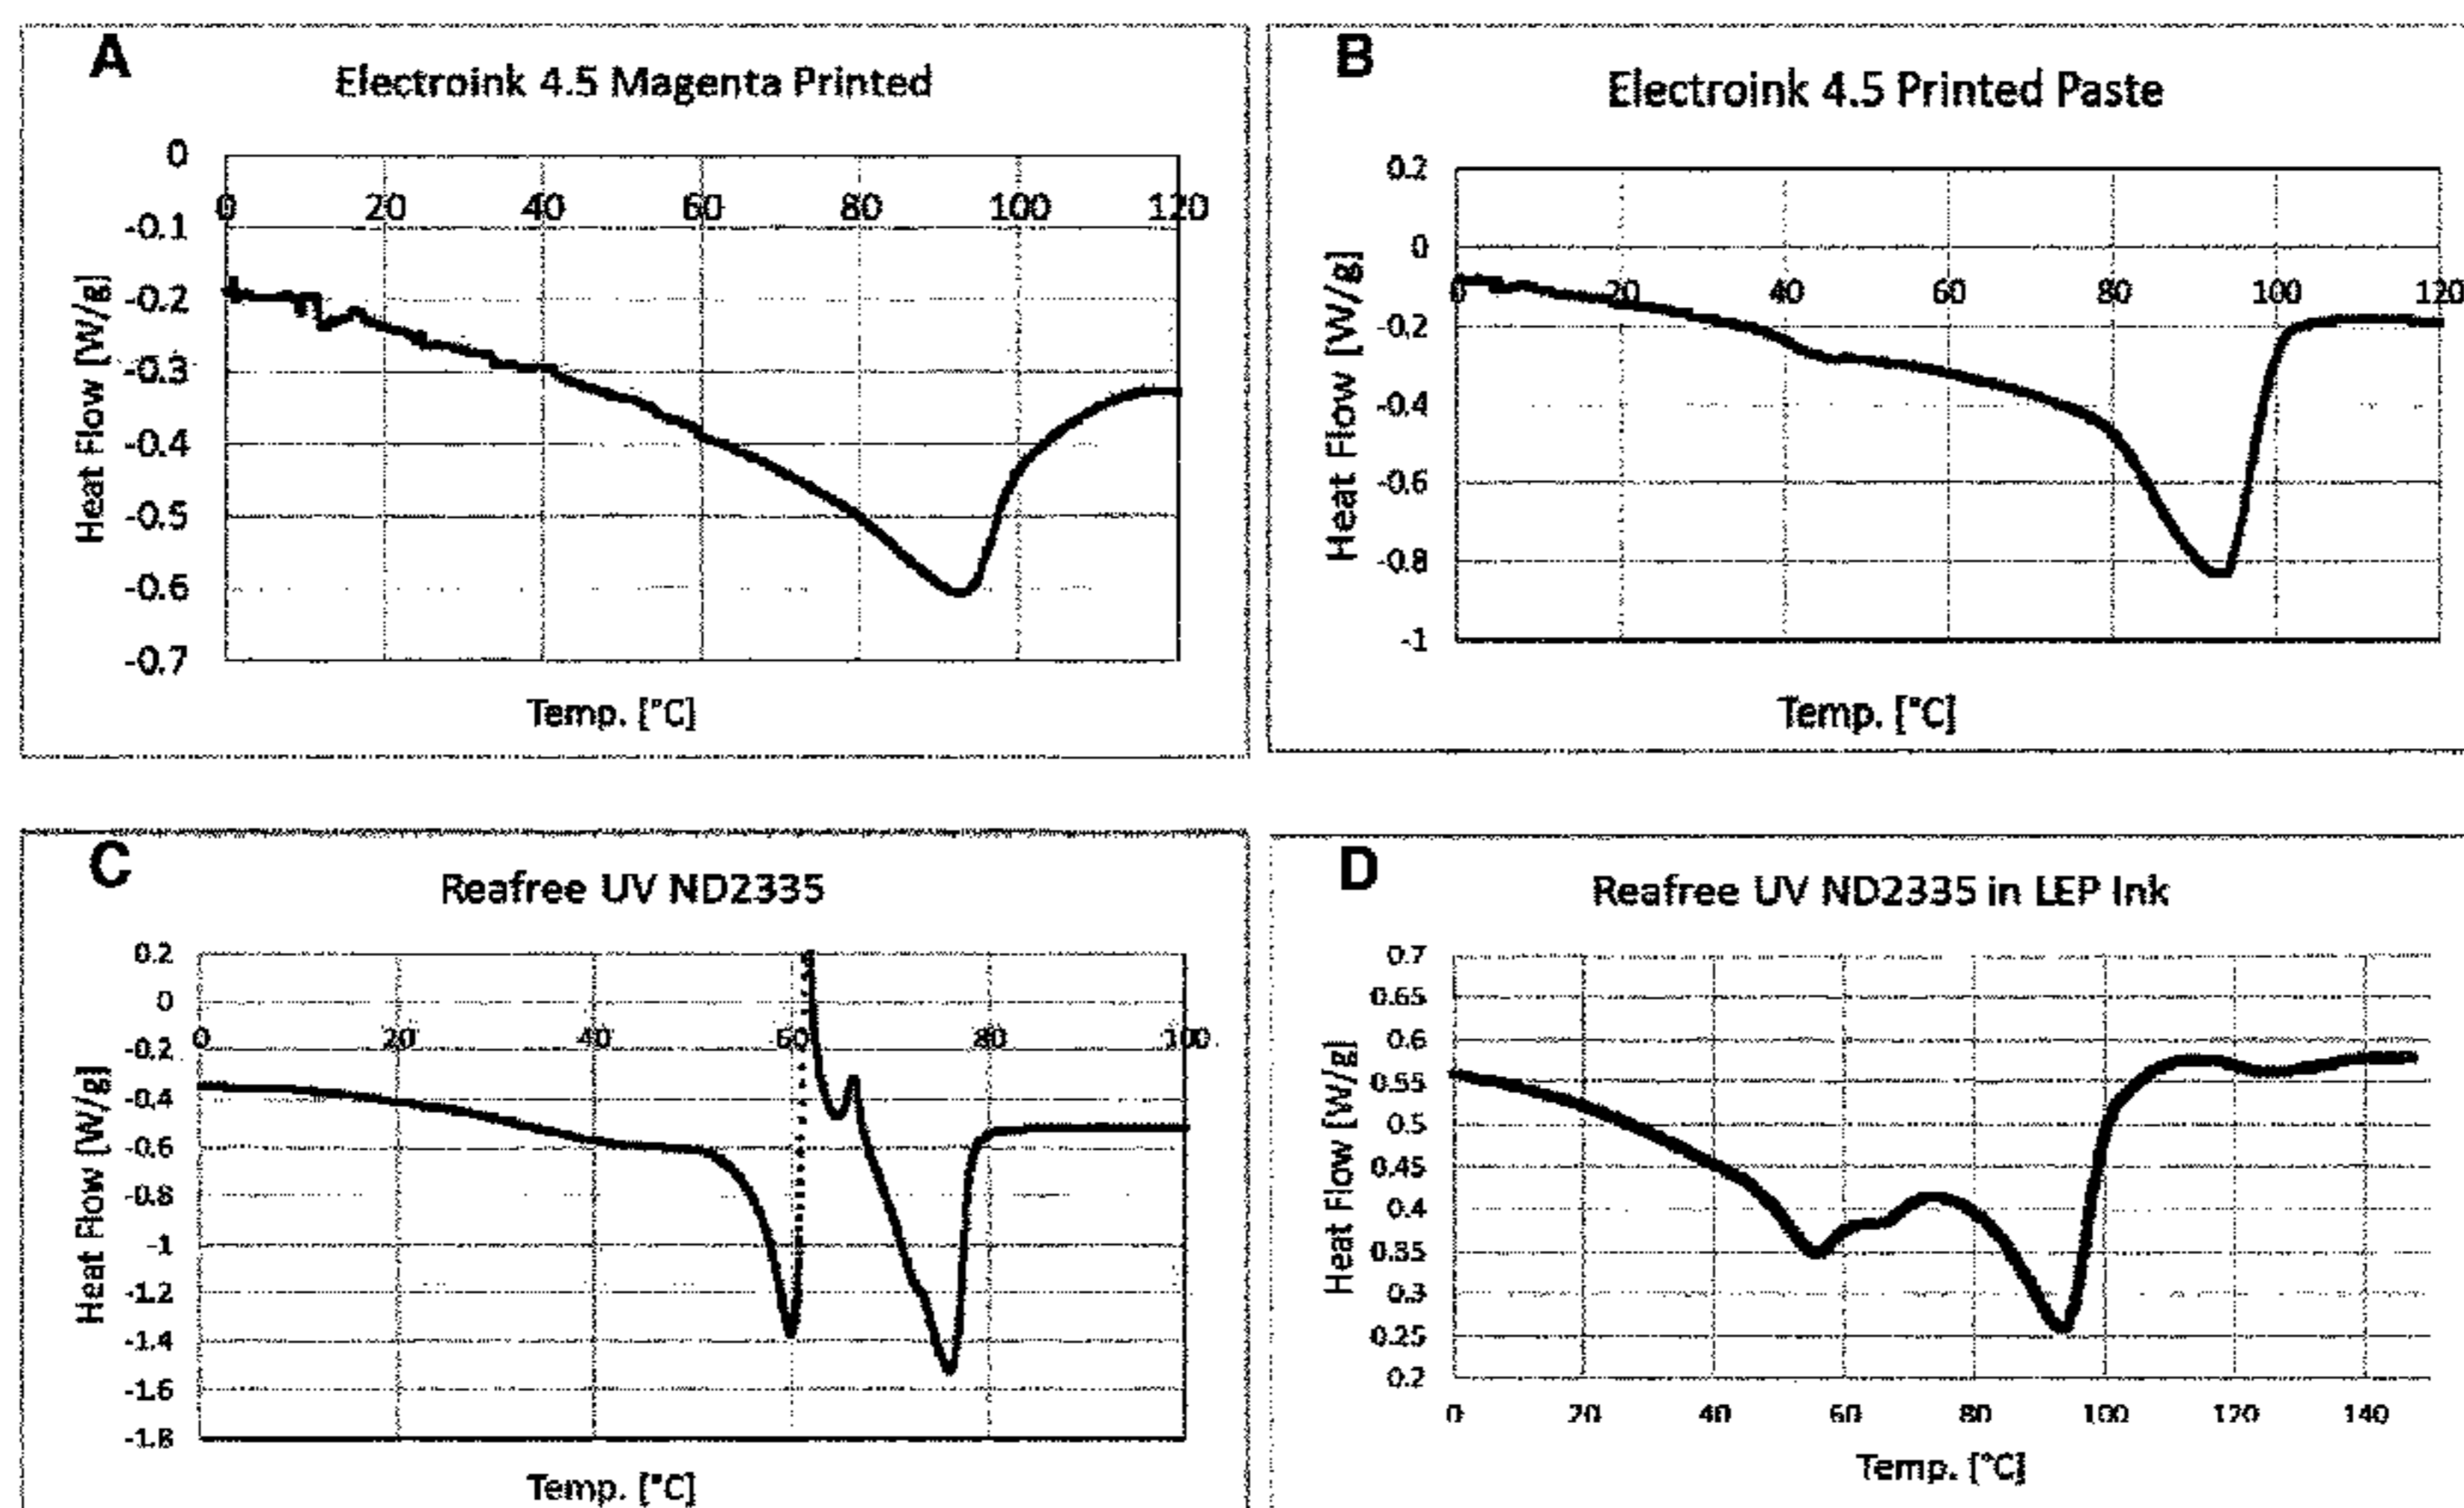 A
Electroink 4.5 Magenta Printed
0
0 20 40 60 80 100 120
-0.1
-0.2
-0.3
-0.4
-0.5
-0.6
-0.7
Heat Flow [W/g]
Temp. [°C]
B
Electroink 4.5 Printed Paste
0.2
0
0 20 40 60 80 100 120
-0.2
-0.4
-0.6
-0.8
-1
Heat Flow [W/g]
Temp. [°C]
C
Reafree UV ND2335
0.2
0
0 20 40 60 80 100
-0.2
-0.4
-0.6
-0.8
-1
-1.2
-1.4
-1.6
-1.8
Heat Flow [W/g]
Temp. [°C]
D
Reafree UV ND2335 in LEP Ink
0.7
0.65
0.6
0.55
0.5
0.45
0.4
0.35
0.3
0.25
0.2
0 20 40 60 80 100 120 140
Heat Flow [W/g]
Temp. [°C]